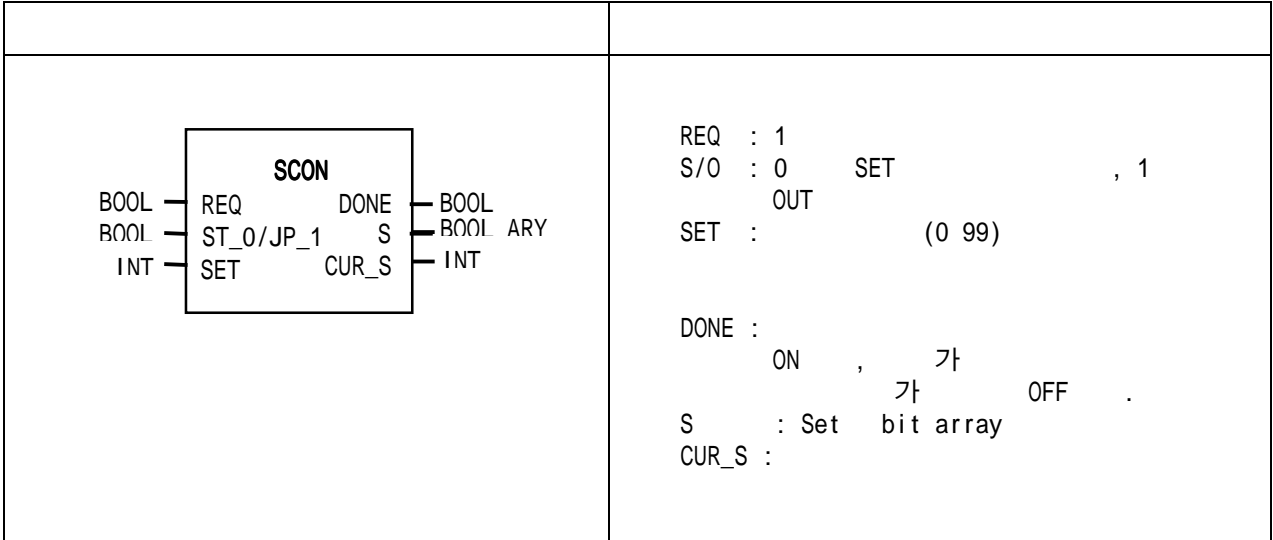 SCON
BOOL REQ DONE BOOL
BOOL ST_0/JP_1 S BOOL ARY
INT SET CUR_S INT
REQ : 1
S/O : 0 SET , 1
OUT
SET : (0 99)
DONE :
ON , 가
가 OFF .
S : Set bit array
CUR_S :